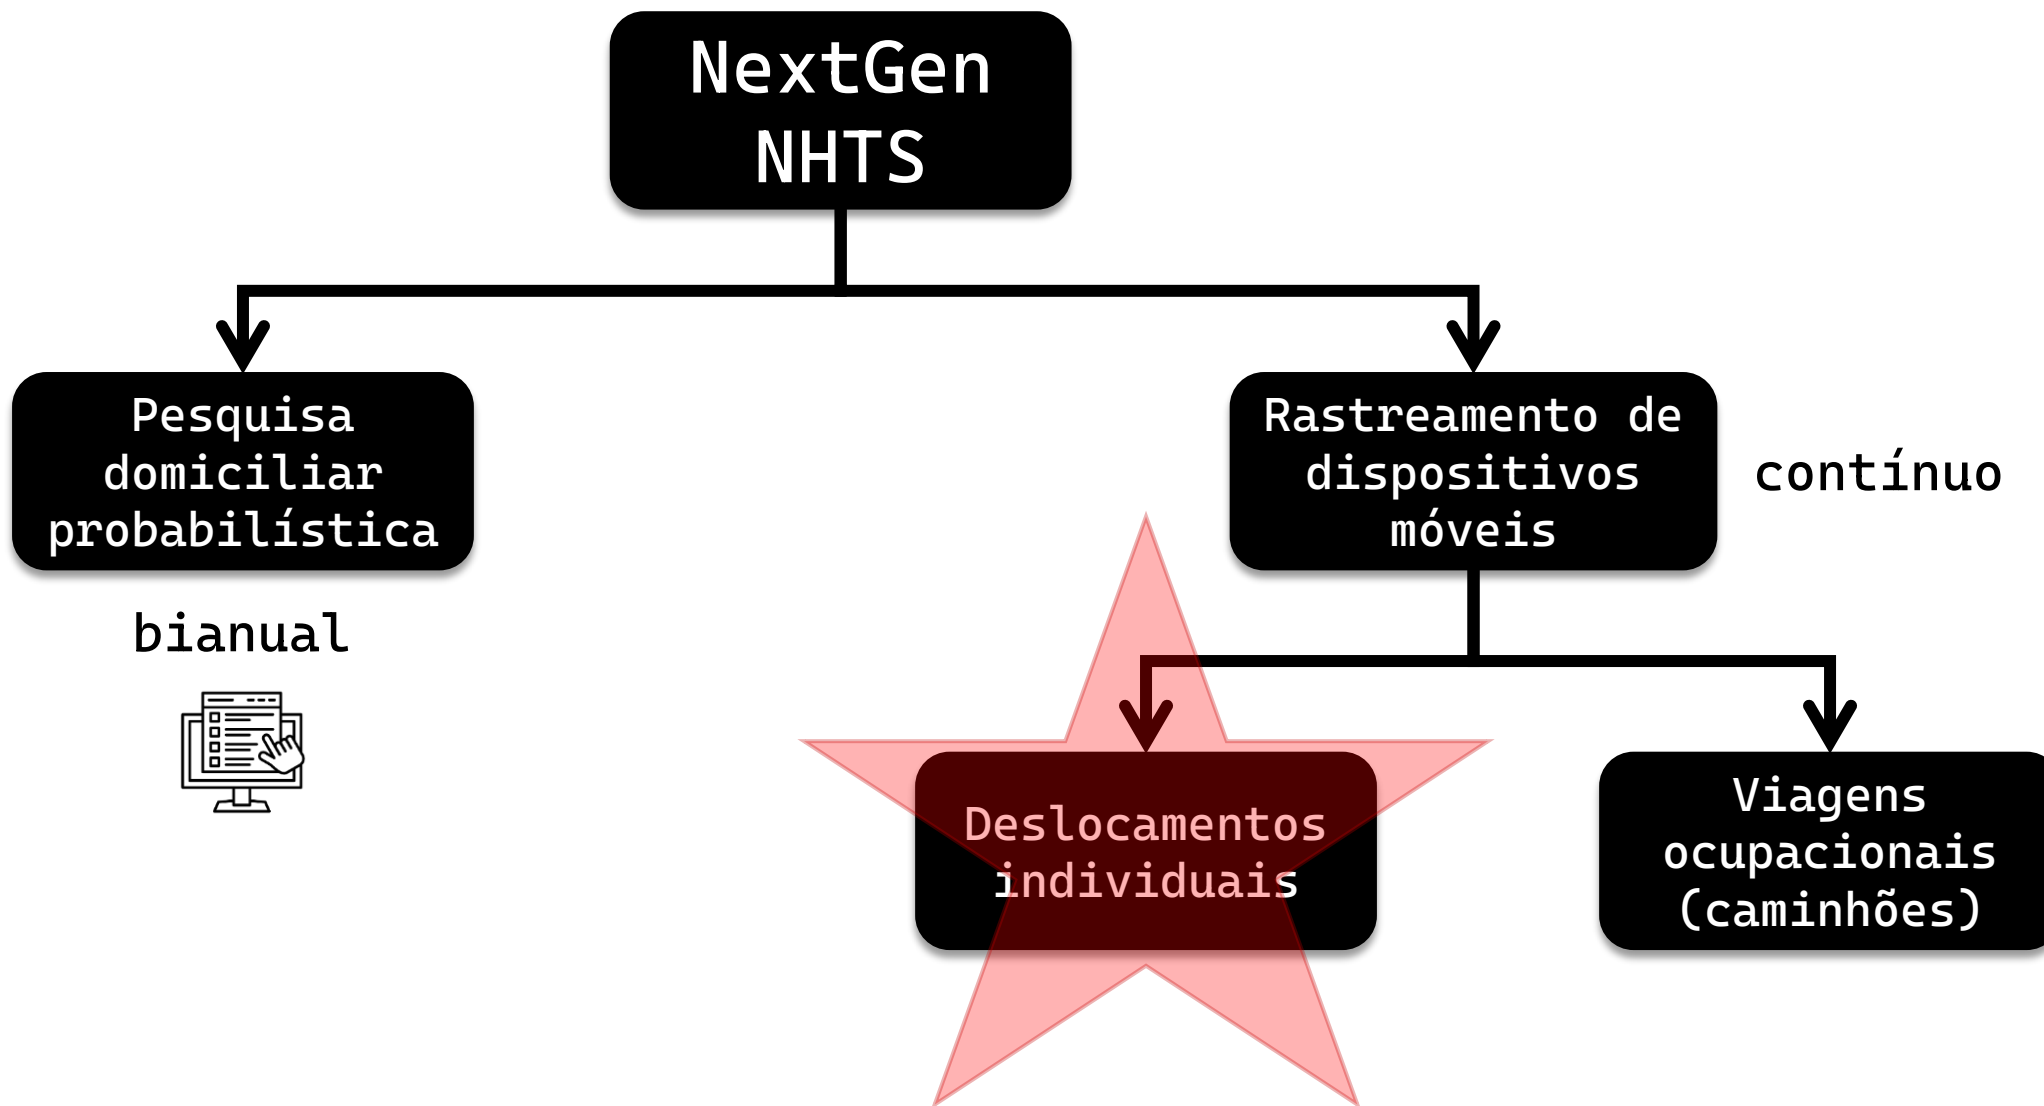 NextGen
NHTS
Pesquisa
domiciliar
probabilística
bianual
Rastreamento de
dispositivos
móveis
contínuo
Deslocamentos
individuais
Viagens
ocupacionais
(caminhões)